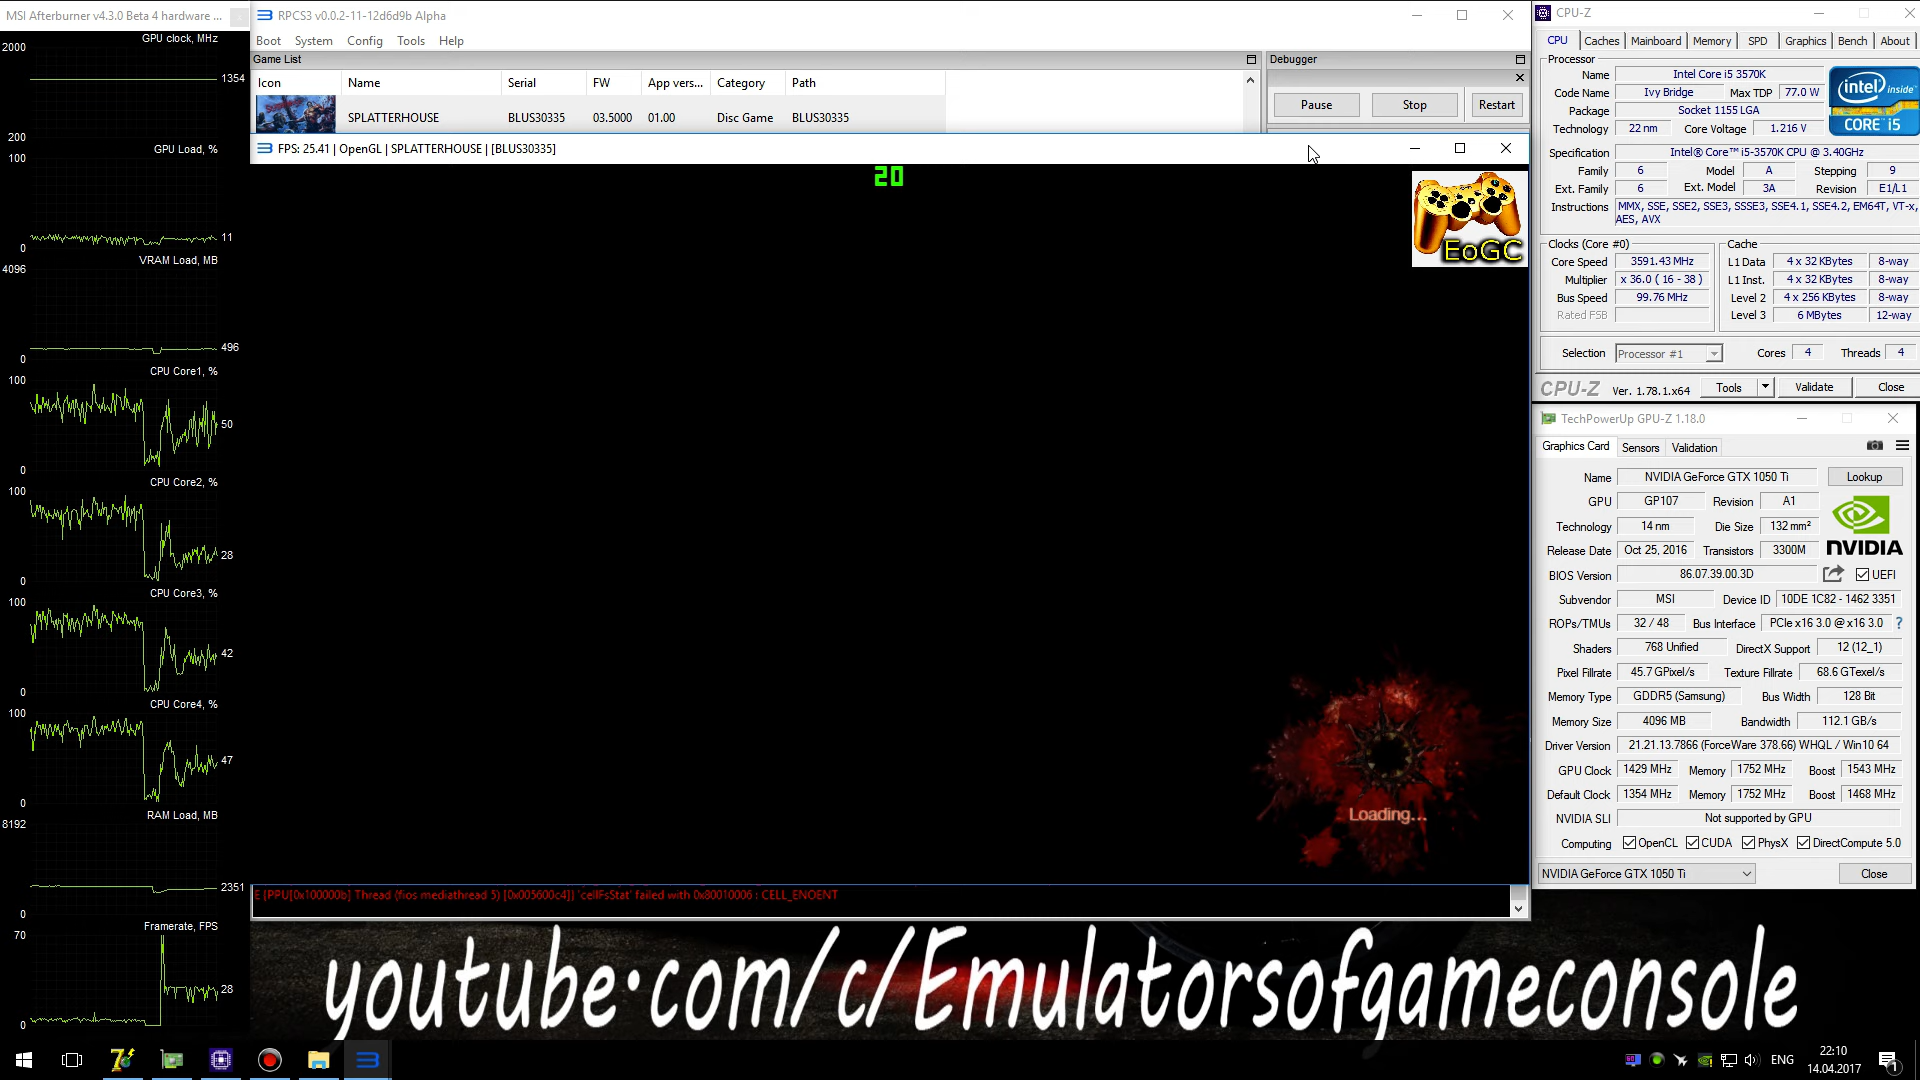 MSI Afterburner v4.3.0 Beta 4 hardware ...
GPU clock, MHz
2000
1354
200
GPU Load, %
100
11
0
VRAM Load, MB
4096
496
0
CPU Core1, %
100
50
0
CPU Core2, %
100
28
0
CPU Core3, %
100
42
0
CPU Core4, %
100
47
0
RAM Load, MB
8192
2351
0
Framerate, FPS
70
28
0
RPCS3 v0.0.2-11-12d6d9b Alpha
Boot System Config Tools Help
Game List
Icon Name Serial FW App vers... Category Path
SPLATTERHOUSE BLUS30335 03.5000 01.00 Disc Game BLUS30335
Debugger
Pause Stop Restart
FPS: 25.41 | OpenGL | SPLATTERHOUSE | [BLUS30335]
20
EoGC
Loading...
E [PPU[0x100000b] Thread (fios mediathread 5) [0x005600c4]] 'cellFsStat' failed with 0x80010006 : CELL_ENOENT
CPU-Z
CPU Caches Mainboard Memory SPD Graphics Bench About
Processor
Name Intel Core i5 3570K
Code Name Ivy Bridge Max TDP 77.0 W
Package Socket 1155 LGA
Technology 22 nm Core Voltage 1.216 V
intel inside™
CORE i5
Specification Intel® Core™ i5-3570K CPU @ 3.40GHz
Family 6 Model A Stepping 9
Ext. Family 6 Ext. Model 3A Revision E1/L1
Instructions MMX, SSE, SSE2, SSE3, SSSE3, SSE4.1, SSE4.2, EM64T, VT-x,
AES, AVX
Clocks (Core #0)
Core Speed 3591.43 MHz
Multiplier x 36.0 ( 16 - 38 )
Bus Speed 99.76 MHz
Rated FSB
Cache
L1 Data 4 x 32 KBytes 8-way
L1 Inst. 4 x 32 KBytes 8-way
Level 2 4 x 256 KBytes 8-way
Level 3 6 MBytes 12-way
Selection Processor #1 Cores 4 Threads 4
CPU-Z Ver. 1.78.1.x64 Tools Validate Close
TechPowerUp GPU-Z 1.18.0
Graphics Card Sensors Validation
Name NVIDIA GeForce GTX 1050 Ti Lookup
GPU GP107 Revision A1
Technology 14 nm Die Size 132 mm²
Release Date Oct 25, 2016 Transistors 3300M
NVIDIA
BIOS Version 86.07.39.00.3D UEFI
Subvendor MSI Device ID 10DE 1C82 - 1462 3351
ROPs/TMUs 32 / 48 Bus Interface PCIe x16 3.0 @ x16 3.0 ?
Shaders 768 Unified DirectX Support 12 (12_1)
Pixel Fillrate 45.7 GPixel/s Texture Fillrate 68.6 GTexel/s
Memory Type GDDR5 (Samsung) Bus Width 128 Bit
Memory Size 4096 MB Bandwidth 112.1 GB/s
Driver Version 21.21.13.7866 (ForceWare 378.66) WHQL / Win10 64
GPU Clock 1429 MHz Memory 1752 MHz Boost 1543 MHz
Default Clock 1354 MHz Memory 1752 MHz Boost 1468 MHz
NVIDIA SLI Not supported by GPU
Computing OpenCL CUDA PhysX DirectCompute 5.0
NVIDIA GeForce GTX 1050 Ti Close
youtube.com/c/Emulatorsofgameconsole
ENG
22:10
14.04.2017
1